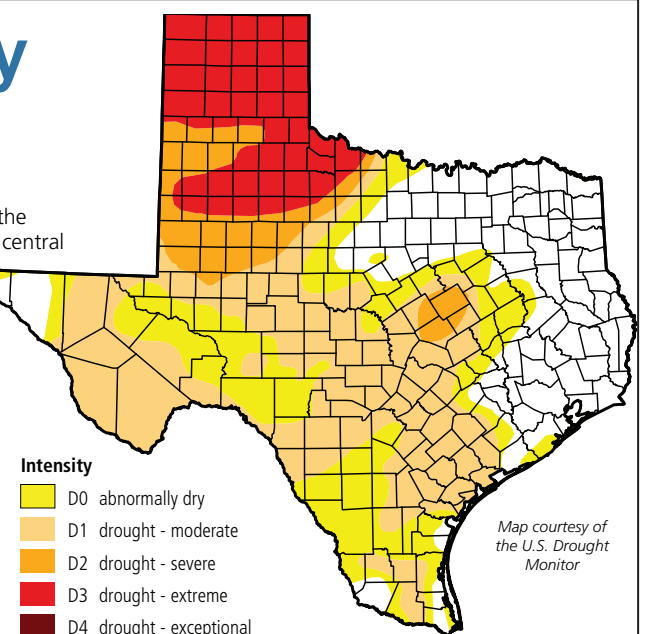 y
the
central
Intensity
D0 abnormally dry
D1 drought - moderate
D2 drought - severe
D3 drought - extreme
D4 drought - exceptional
Map courtesy of
the U.S. Drought
Monitor